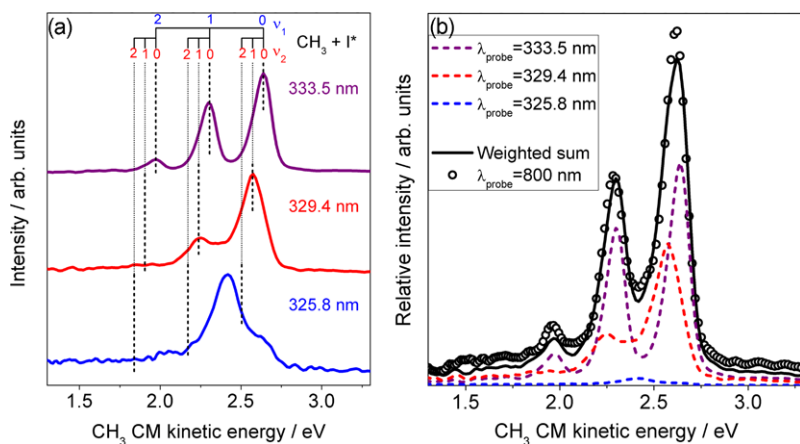 (a)
2 1 0 ν₁
CH₃ + I*
2 1 0 2 1 0 2 1 0 ν₂
333.5 nm
329.4 nm
325.8 nm
Intensity / arb. units
2.0 2.5 3.0
CH₃ CM kinetic energy / eV
(b)
λprobe=333.5 nm
λprobe=329.4 nm
λprobe=325.8 nm
Weighted sum
λprobe=800 nm
Relative intensity / arb. units
1.5 2.0 2.5 3.0
CH₃ CM kinetic energy / eV